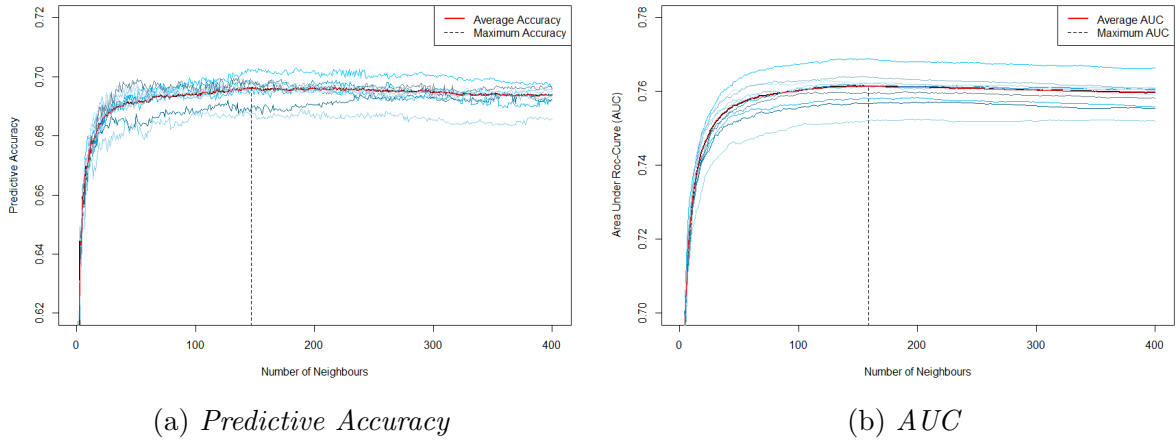 0.72
0.70
0.68
0.66
0.64
0.62
Predictive Accuracy
Average Accuracy
Maximum Accuracy
0 100 200 300 400
Number of Neighbours
(a) Predictive Accuracy
0.78
0.76
0.74
0.72
0.70
Area Under Roc-Curve (AUC)
Average AUC
Maximum AUC
0 100 200 300 400
Number of Neighbours
(b) AUC